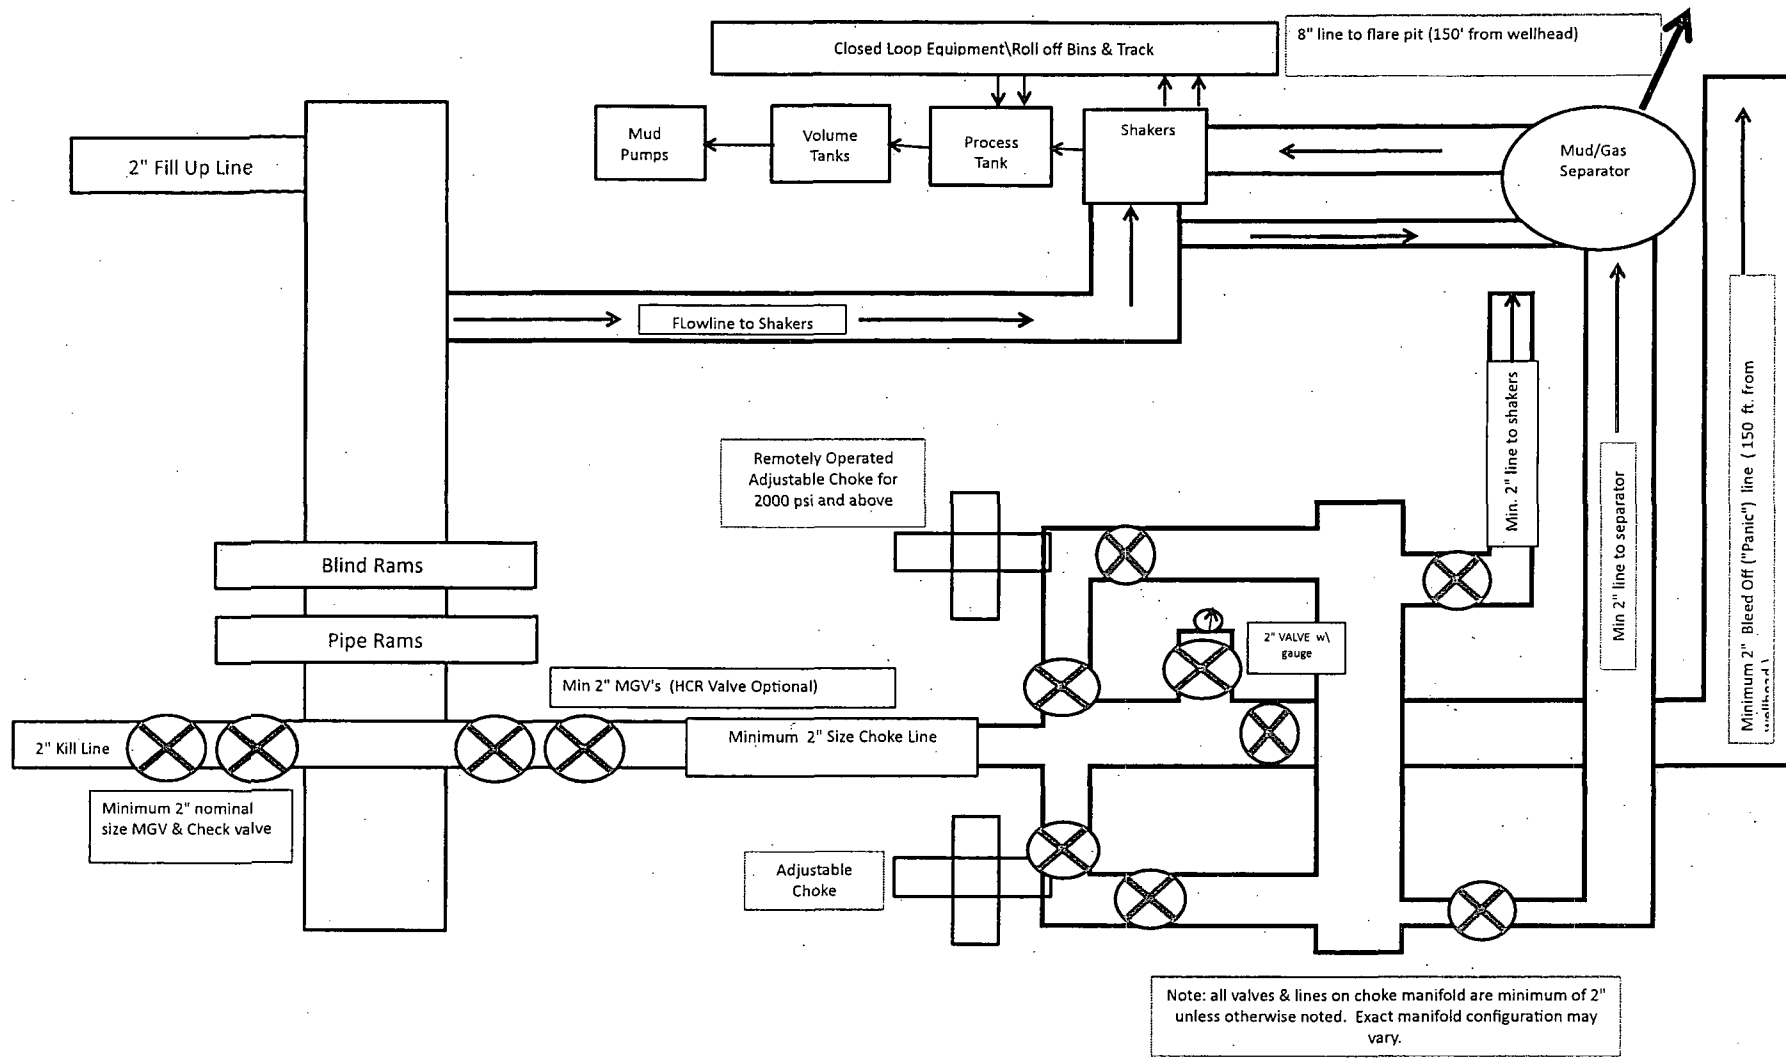 Closed Loop Equipment\Roll off Bins & Track
8" line to flare pit (150' from wellhead)
2" Fill Up Line
Mud
Pumps
Volume
Tanks
Process
Tank
Shakers
Mud/Gas
Separator
FLowline to Shakers
Min. 2" line to shakers
Min 2" line to separator
Minimum 2" Bleed Off ("Panic") line ( 150 ft. from
wellhead)
Remotely Operated
Adjustable Choke for
2000 psi and above
Blind Rams
Pipe Rams
2" VALVE w\
gauge
Min 2" MGV's (HCR Valve Optional)
2" Kill Line
Minimum 2" Size Choke Line
Minimum 2" nominal
size MGV & Check valve
Adjustable
Choke
Note: all valves & lines on choke manifold are minimum of 2"
unless otherwise noted. Exact manifold configuration may
vary.